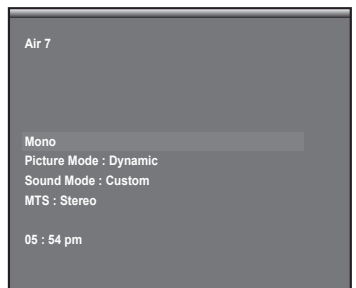 Air 7
Mono
Picture Mode : Dynamic
Sound Mode : Custom
MTS : Stereo
05 : 54 pm